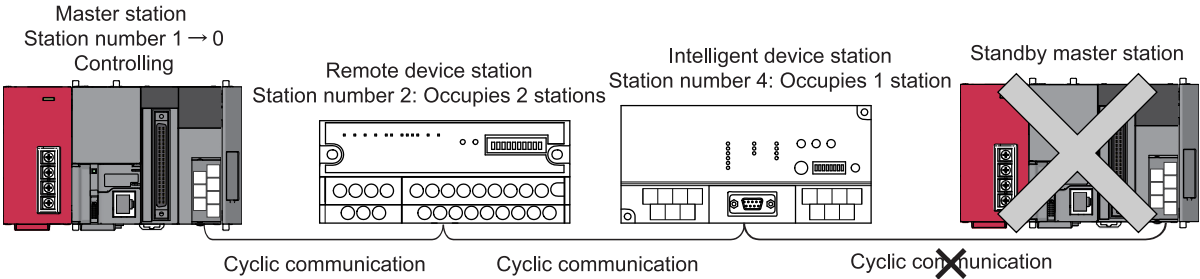 Master station
Station number 1 → 0
Controlling
Remote device station
Station number 2: Occupies 2 stations
Intelligent device station
Station number 4: Occupies 1 station
Standby master station
Cyclic communication
Cyclic communication
Cyclic communication